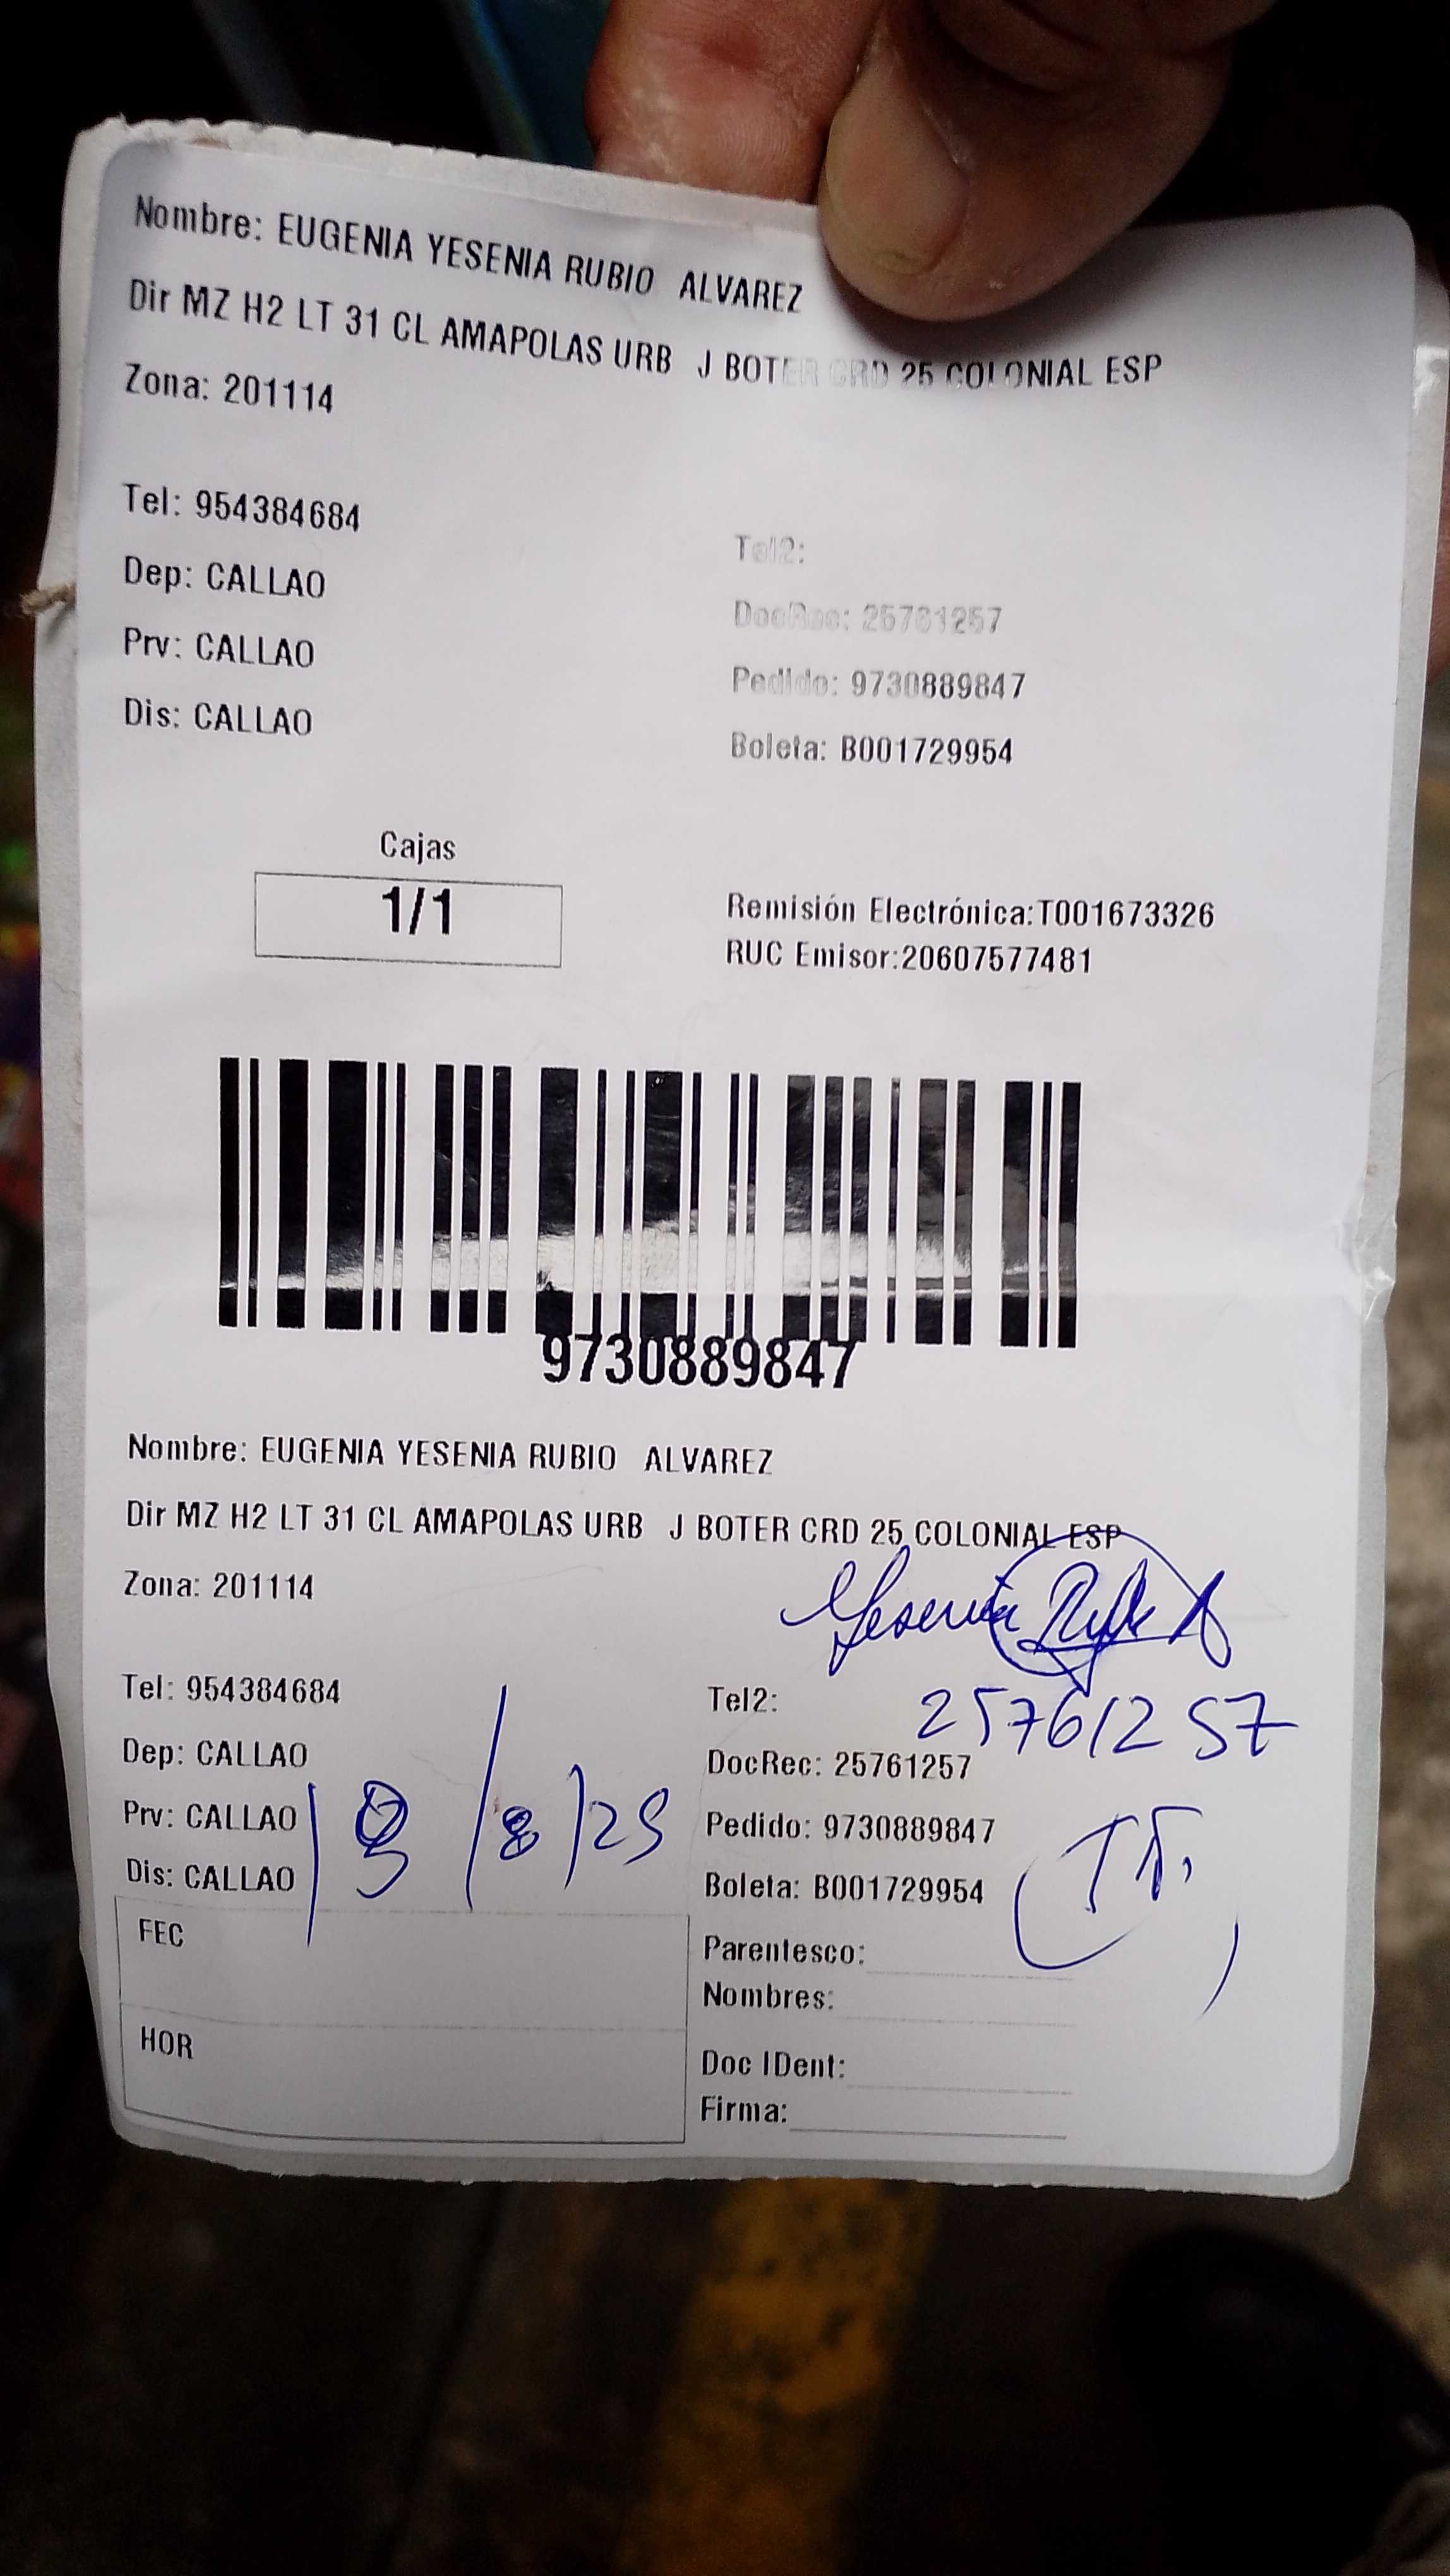 Nombre: EUGENIA YESENIA RUBIO ALVAREZ
Dir MZ H2 LT 31 CL AMAPOLAS URB J BOTER CRD 25 COLONIAL ESP
Zona: 201114
Tel: 954384684
Tel2:
Dep: CALLAO
DocRec: 25761257
Prv: CALLAO
Pedido: 9730889847
Dis: CALLAO
Boleta: B001729954
Cajas
1/1
Remisión Electrónica:T001673326
RUC Emisor:20607577481
9730889847
Nombre: EUGENIA YESENIA RUBIO ALVAREZ
Dir MZ H2 LT 31 CL AMAPOLAS URB J BOTER CRD 25 COLONIAL ESP
Zona: 201114
Yesenia
Tel: 954384684
Tel2:
25761257
Dep: CALLAO
DocRec: 25761257
Prv: CALLAO
/8/25
Pedido: 9730889847
Dis: CALLAO
Boleta: B001729954
FEC
Parentesco:
Nombres:
HOR
Doc IDent:
Firma: